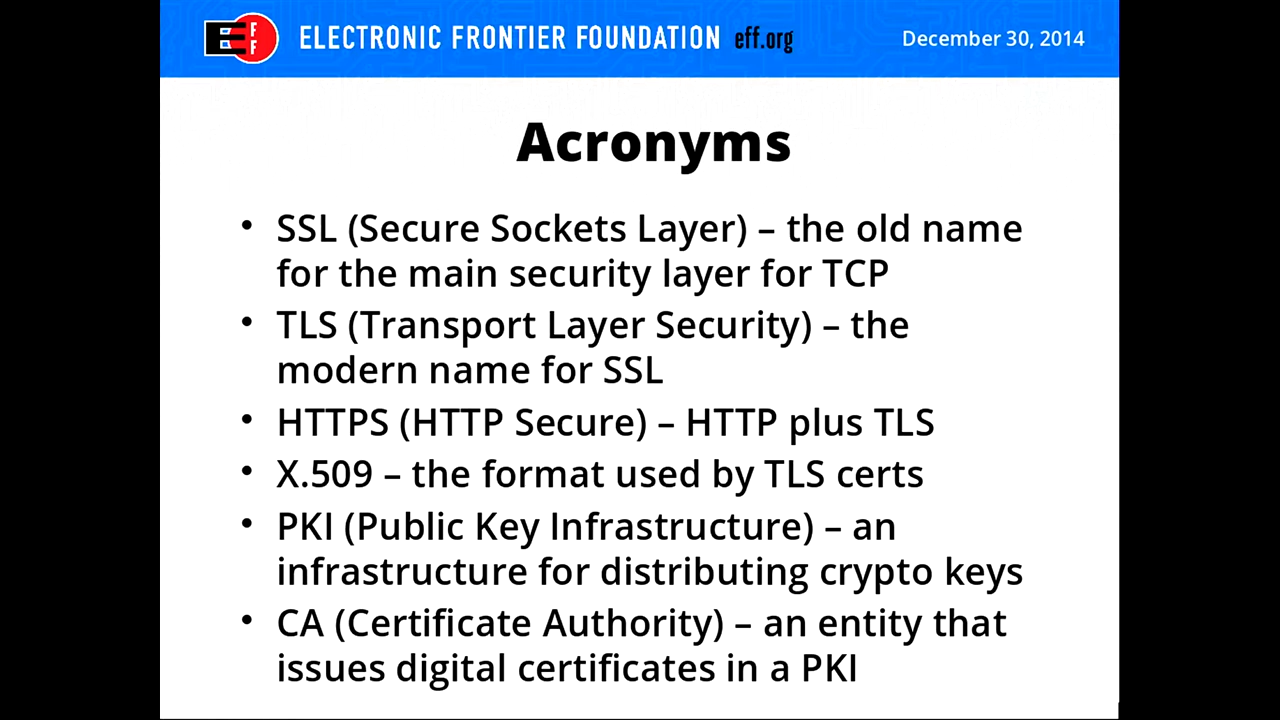 EFF ELECTRONIC FRONTIER FOUNDATION eff.org December 30, 2014
Acronyms
• SSL (Secure Sockets Layer) – the old name
for the main security layer for TCP
• TLS (Transport Layer Security) – the
modern name for SSL
• HTTPS (HTTP Secure) – HTTP plus TLS
• X.509 – the format used by TLS certs
• PKI (Public Key Infrastructure) – an
infrastructure for distributing crypto keys
• CA (Certificate Authority) – an entity that
issues digital certificates in a PKI